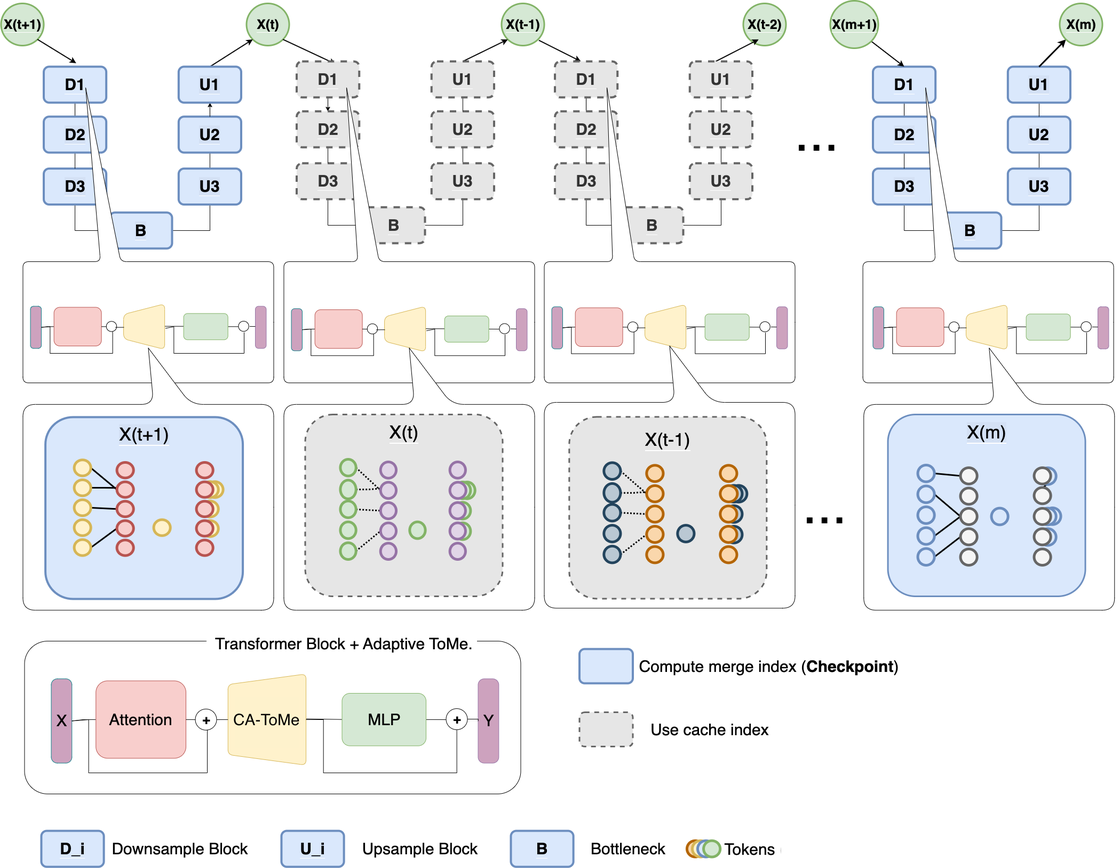 X(t+1) X(t) X(t-1) X(t-2) X(m+1) X(m)
D1 U1 D1 U1 D1 U1 D1 U1
D2 U2 D2 U2 D2 U2 D2 U2
...
D3 U3 D3 U3 D3 U3 D3 U3
B B B B
X(t+1) X(t) X(t-1) X(m)
...
Transformer Block + Adaptive ToMe.
X Attention + CA-ToMe MLP + Y
Compute merge index (Checkpoint)
Use cache index
D_i Downsample Block U_i Upsample Block B Bottleneck Tokens